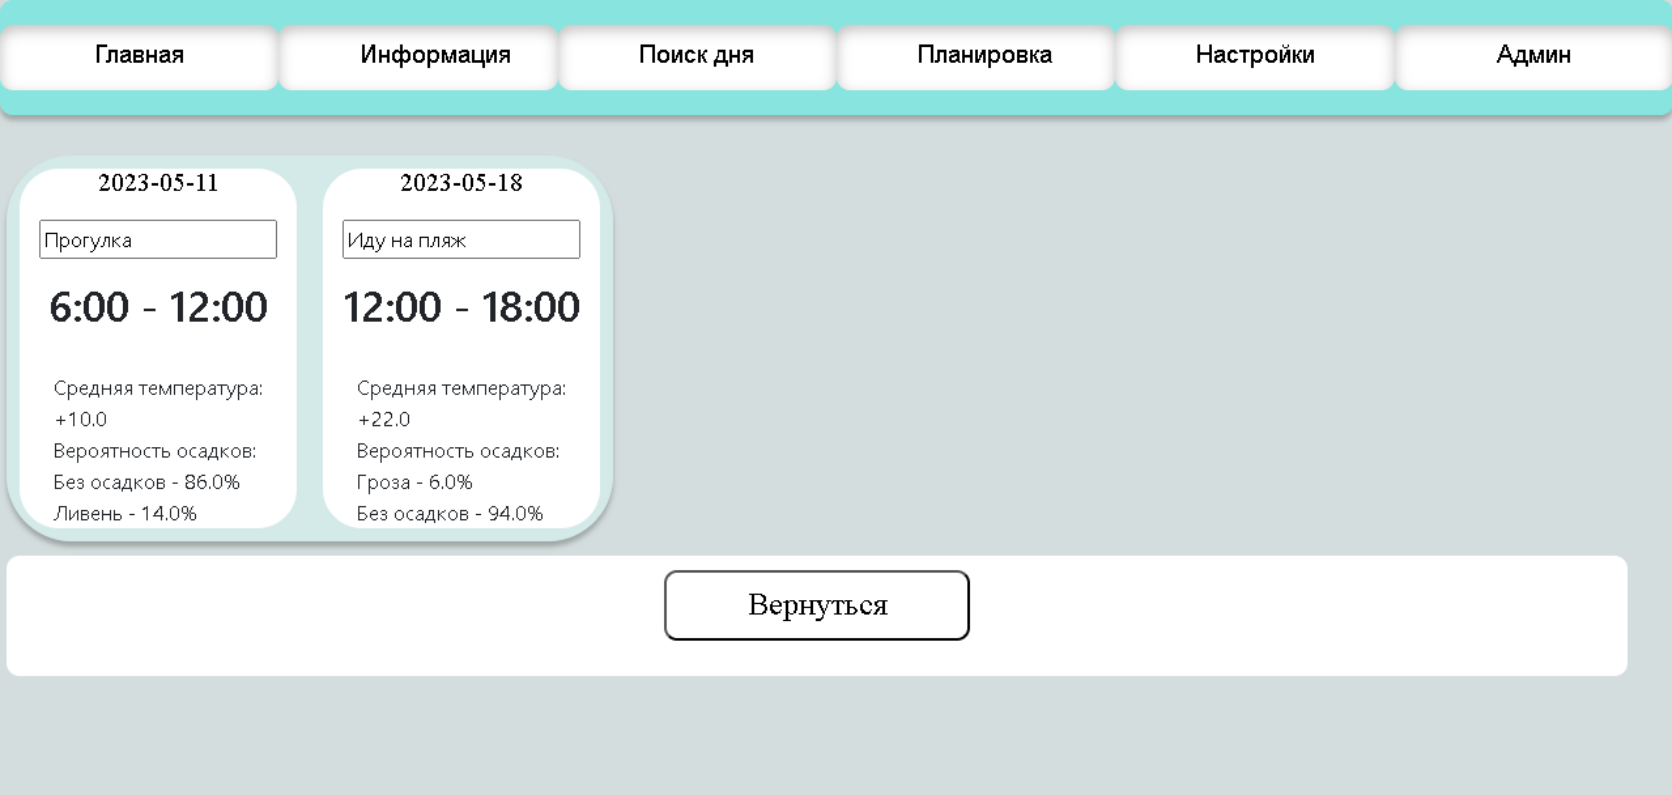 Главная
Информация
Поиск дня
Планировка
Настройки
Админ
2023-05-11
Прогулка
6:00 - 12:00
Средняя температура:
+10.0
Вероятность осадков:
Без осадков - 86.0%
Ливень - 14.0%
2023-05-18
Иду на пляж
12:00 - 18:00
Средняя температура:
+22.0
Вероятность осадков:
Гроза - 6.0%
Без осадков - 94.0%
Вернуться